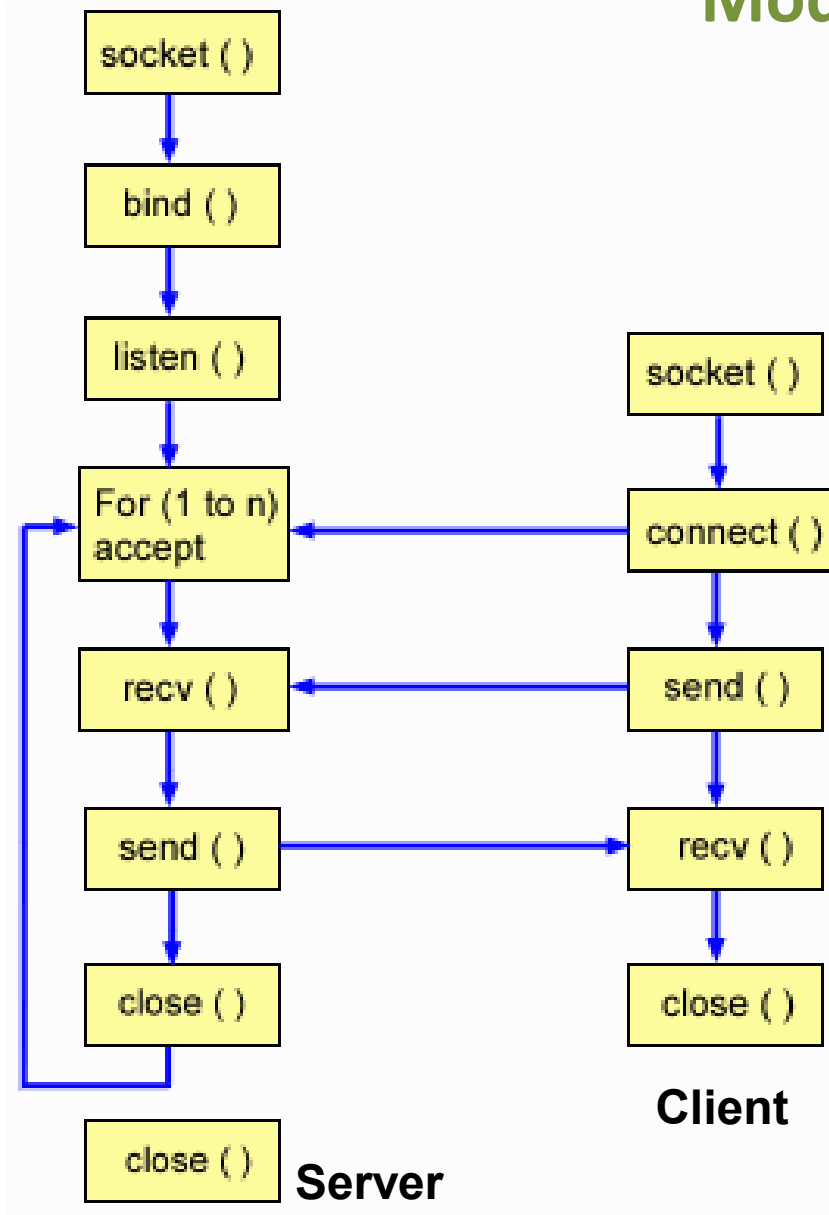 socket ( )
bind ( )
listen ( )
For (1 to n)
accept
recv ( )
send ( )
close ( )
close ( )
Server
socket ( )
connect ( )
send ( )
recv ( )
close ( )
Client